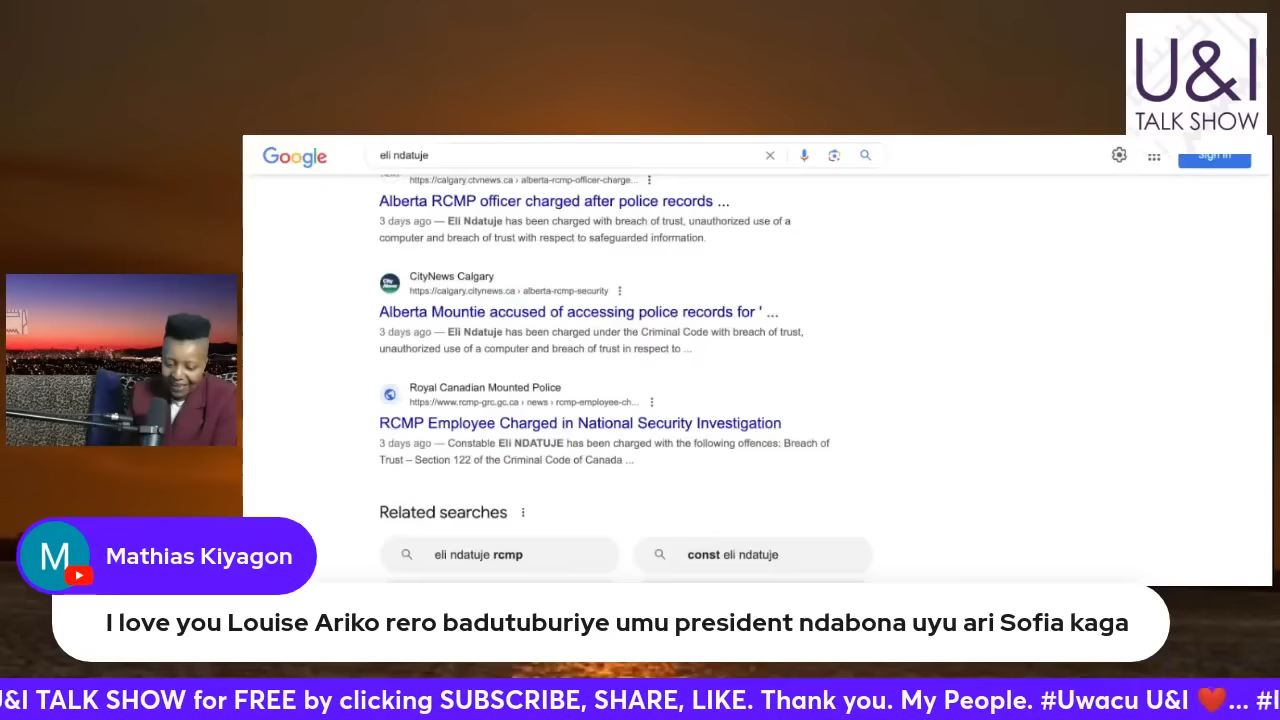 U&I
TALK SHOW
Google
eli ndatuje
Sign in
https://calgary.ctvnews.ca › alberta-rcmp-officer-charge...
Alberta RCMP officer charged after police records ...
3 days ago — Eli Ndatuje has been charged with breach of trust, unauthorized use of a
computer and breach of trust with respect to safeguarded information.
CityNews Calgary
https://calgary.citynews.ca › alberta-rcmp-security
Alberta Mountie accused of accessing police records for ' ...
3 days ago — Eli Ndatuje has been charged under the Criminal Code with breach of trust,
unauthorized use of a computer and breach of trust in respect to ...
Royal Canadian Mounted Police
https://www.rcmp-grc.gc.ca › news › rcmp-employee-ch...
RCMP Employee Charged in National Security Investigation
3 days ago — Constable Eli NDATUJE has been charged with the following offences: Breach of
Trust – Section 122 of the Criminal Code of Canada ...
Related searches
eli ndatuje rcmp
const eli ndatuje
M
Mathias Kiyagon
I love you Louise Ariko rero badutuburiye umu president ndabona uyu ari Sofia kaga
U&I TALK SHOW for FREE by clicking SUBSCRIBE, SHARE, LIKE. Thank you. My People. #Uwacu U&I ❤️... #I